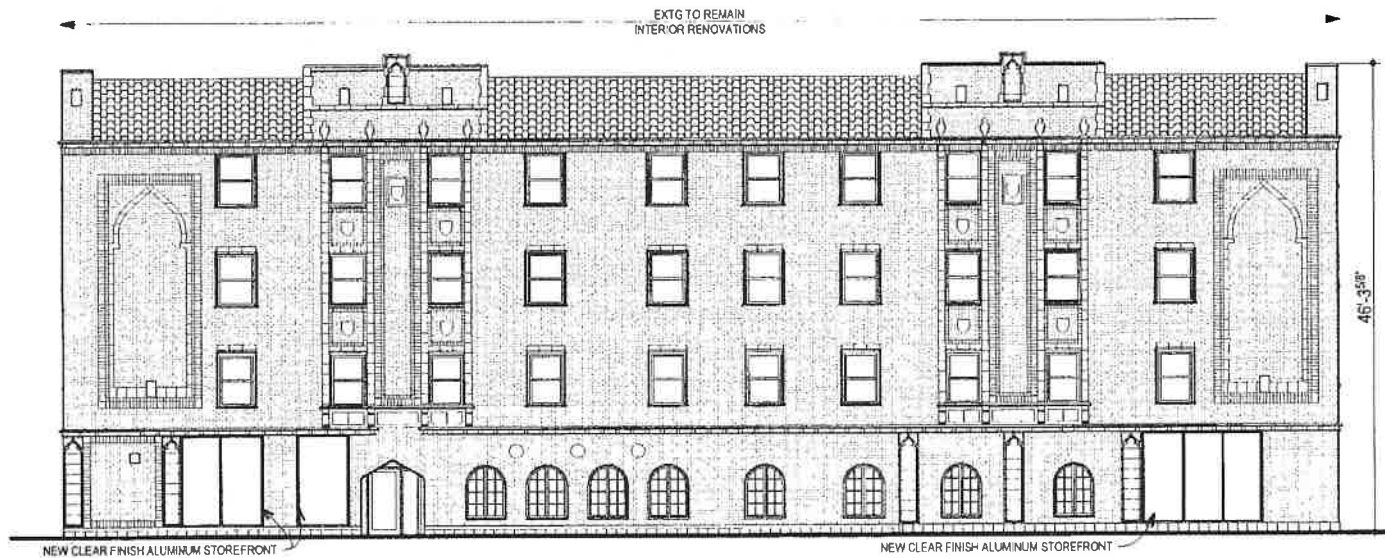 EXTG TO REMAIN
INTERIOR RENOVATIONS
46'-3 5/8"
NEW CLEAR FINISH ALUMINUM STOREFRONT
NEW CLEAR FINISH ALUMINUM STOREFRONT